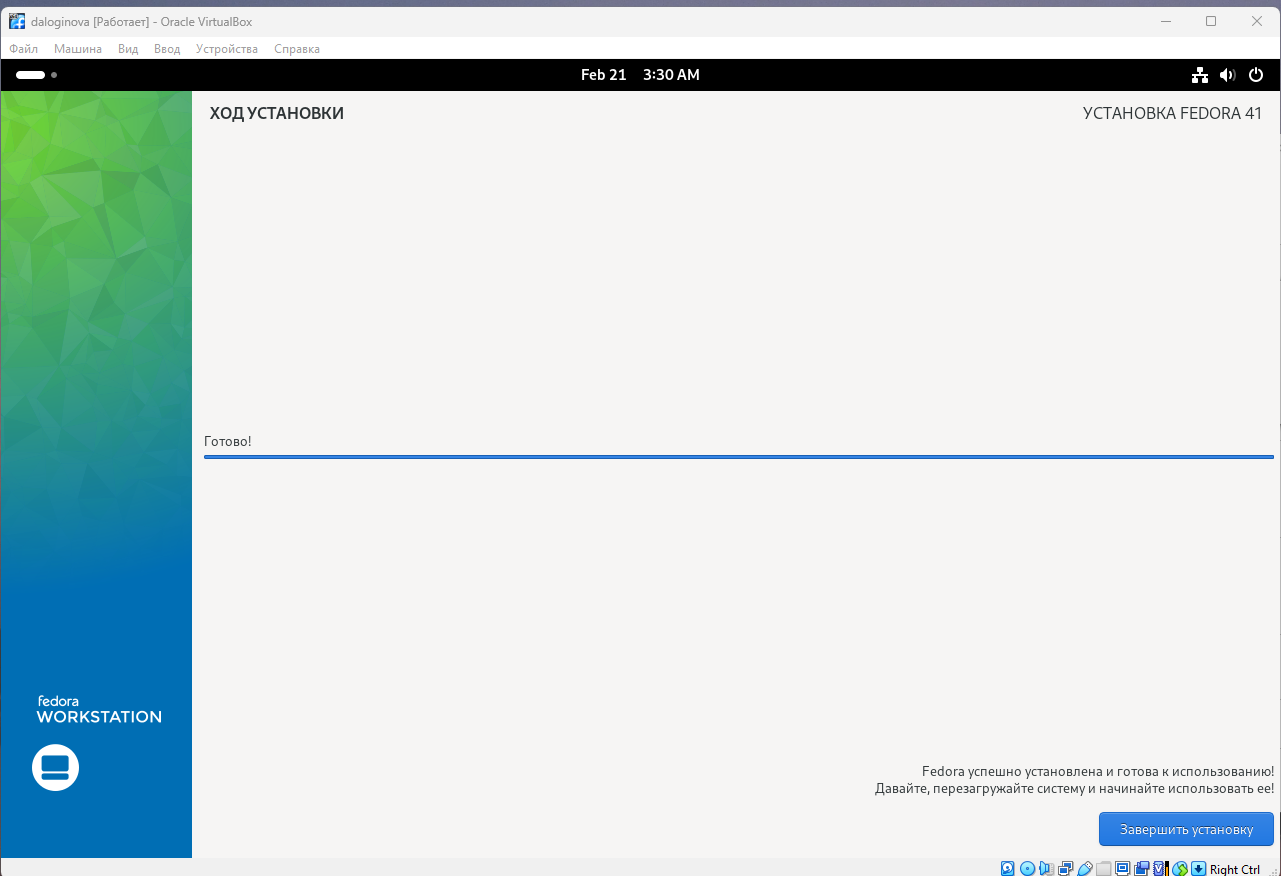 daloginova [Работает] - Oracle VirtualBox
Файл Машина Вид Ввод Устройства Справка
Feb 21 3:30 AM
ХОД УСТАНОВКИ
УСТАНОВКА FEDORA 41
Готово!
fedora
WORKSTATION
Fedora успешно установлена и готова к использованию!
Давайте, перезагружайте систему и начинайте использовать ее!
Завершить установку
Right Ctrl